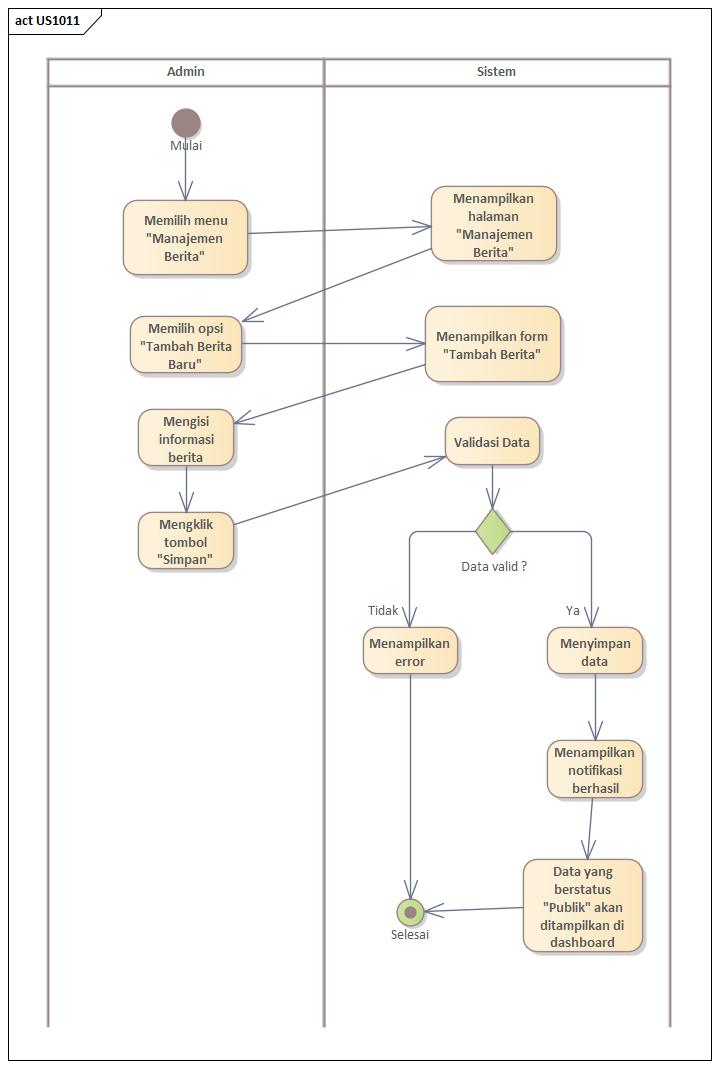 act US1011
Admin
Sistem
Mulai
Memilih menu
"Manajemen
Berita"
Menampilkan
halaman
"Manajemen
Berita"
Memilih opsi
"Tambah Berita
Baru"
Menampilkan form
"Tambah Berita"
Mengisi
informasi
berita
Validasi Data
Mengklik
tombol
"Simpan"
Data valid ?
Tidak
Ya
Menampilkan
error
Menyimpan
data
Menampilkan
notifikasi
berhasil
Data yang
berstatus
"Publik" akan
ditampilkan di
dashboard
Selesai